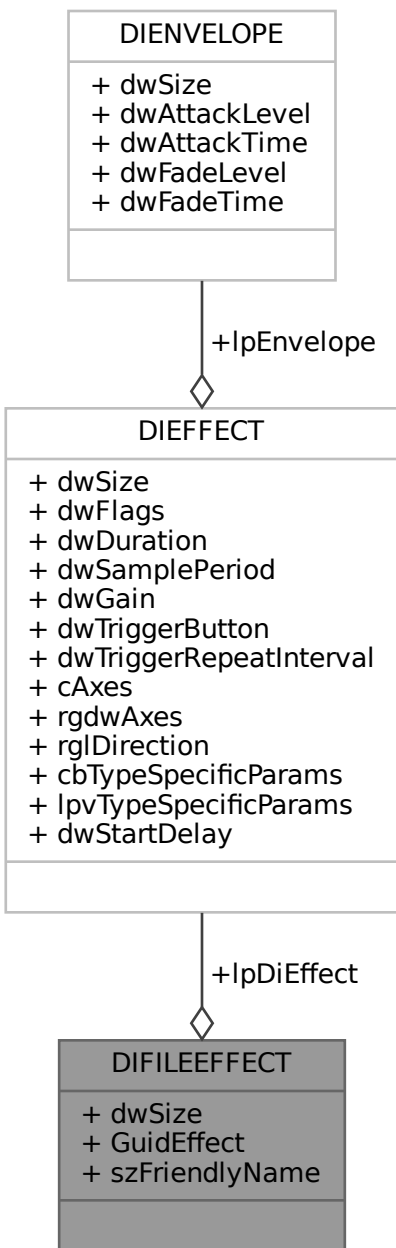 DIENVELOPE
+ dwSize
+ dwAttackLevel
+ dwAttackTime
+ dwFadeLevel
+ dwFadeTime
+lpEnvelope
DIEFFECT
+ dwSize
+ dwFlags
+ dwDuration
+ dwSamplePeriod
+ dwGain
+ dwTriggerButton
+ dwTriggerRepeatInterval
+ cAxes
+ rgdwAxes
+ rglDirection
+ cbTypeSpecificParams
+ lpvTypeSpecificParams
+ dwStartDelay
+lpDiEffect
DIFILEEFFECT
+ dwSize
+ GuidEffect
+ szFriendlyName